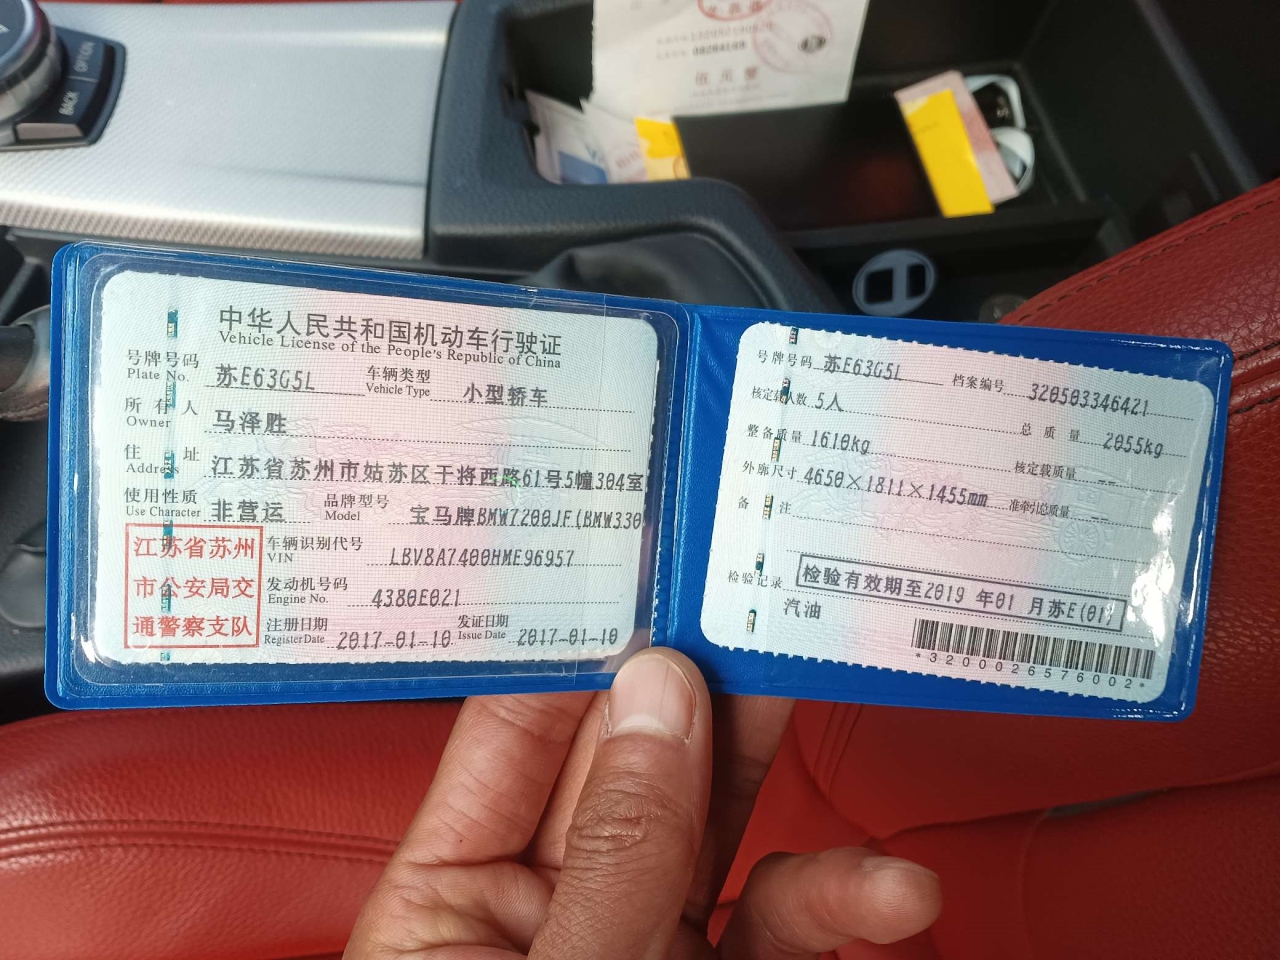 OPTION
BACK
中华人民共和国机动车行驶证
Vehicle License of the People's Republic of China
号牌号码 苏E63G5L 车辆类型 小型轿车
Plate No. Vehicle Type
所有人 马泽胜
Owner
住址 江苏省苏州市姑苏区干将西路61号5幢304室
Address
使用性质 非营运 品牌型号 宝马牌BMW7200JF(BMW330
Use Character Model
江苏省苏州
市公安局交
通警察支队
车辆识别代号 LBV8A7400HME96957
VIN
发动机号码 4380E021
Engine No.
注册日期 2017-01-10 发证日期 2017-01-10
Register Date Issue Date
号牌号码 苏E63G5L 档案编号 320503346421
核定载人数 5人 总质量 2055kg
整备质量 1610kg 核定载质量 --
外廓尺寸 4650×1811×1455mm 准牵引总质量 --
备注
检验记录 检验有效期至2019年01月苏E(01)
汽油
*3200026576002*